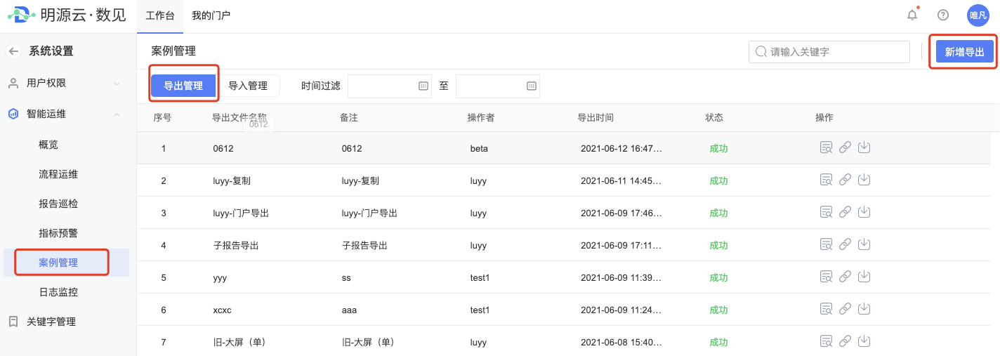 明源云·数见 工作台 我的门户 唯凡
系统设置
用户权限
智能运维
概览
流程运维
报告巡检
指标预警
案例管理
日志监控
关键字管理
案例管理 请输入关键字 新增导出
导出管理 导入管理 时间过滤 至
序号 导出文件名称 备注 操作者 导出时间 状态 操作
0612
1 0612 0612 beta 2021-06-12 16:47… 成功
2 luyy-复制 luyy-复制 luyy 2021-06-11 14:45… 成功
3 luyy-门户导出 luyy-门户导出 luyy 2021-06-09 17:46… 成功
4 子报告导出 子报告导出 luyy 2021-06-09 17:11… 成功
5 yyy ss test1 2021-06-09 11:39… 成功
6 xcxc aaa test1 2021-06-09 11:24… 成功
7 旧-大屏（单） 旧-大屏（单） luyy 2021-06-08 15:40… 成功